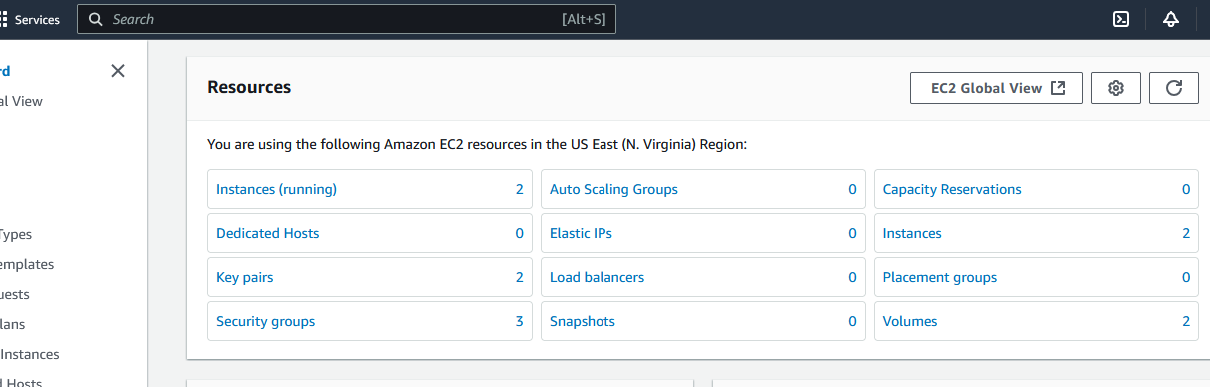 Services
Search [Alt+S]
al View
Resources
EC2 Global View
You are using the following Amazon EC2 resources in the US East (N. Virginia) Region:
Instances (running) 2
Auto Scaling Groups 0
Capacity Reservations 0
Dedicated Hosts 0
Elastic IPs 0
Instances 2
Key pairs 2
Load balancers 0
Placement groups 0
Security groups 3
Snapshots 0
Volumes 2
rd
Types
emplates
uests
lans
Instances
d Hosts